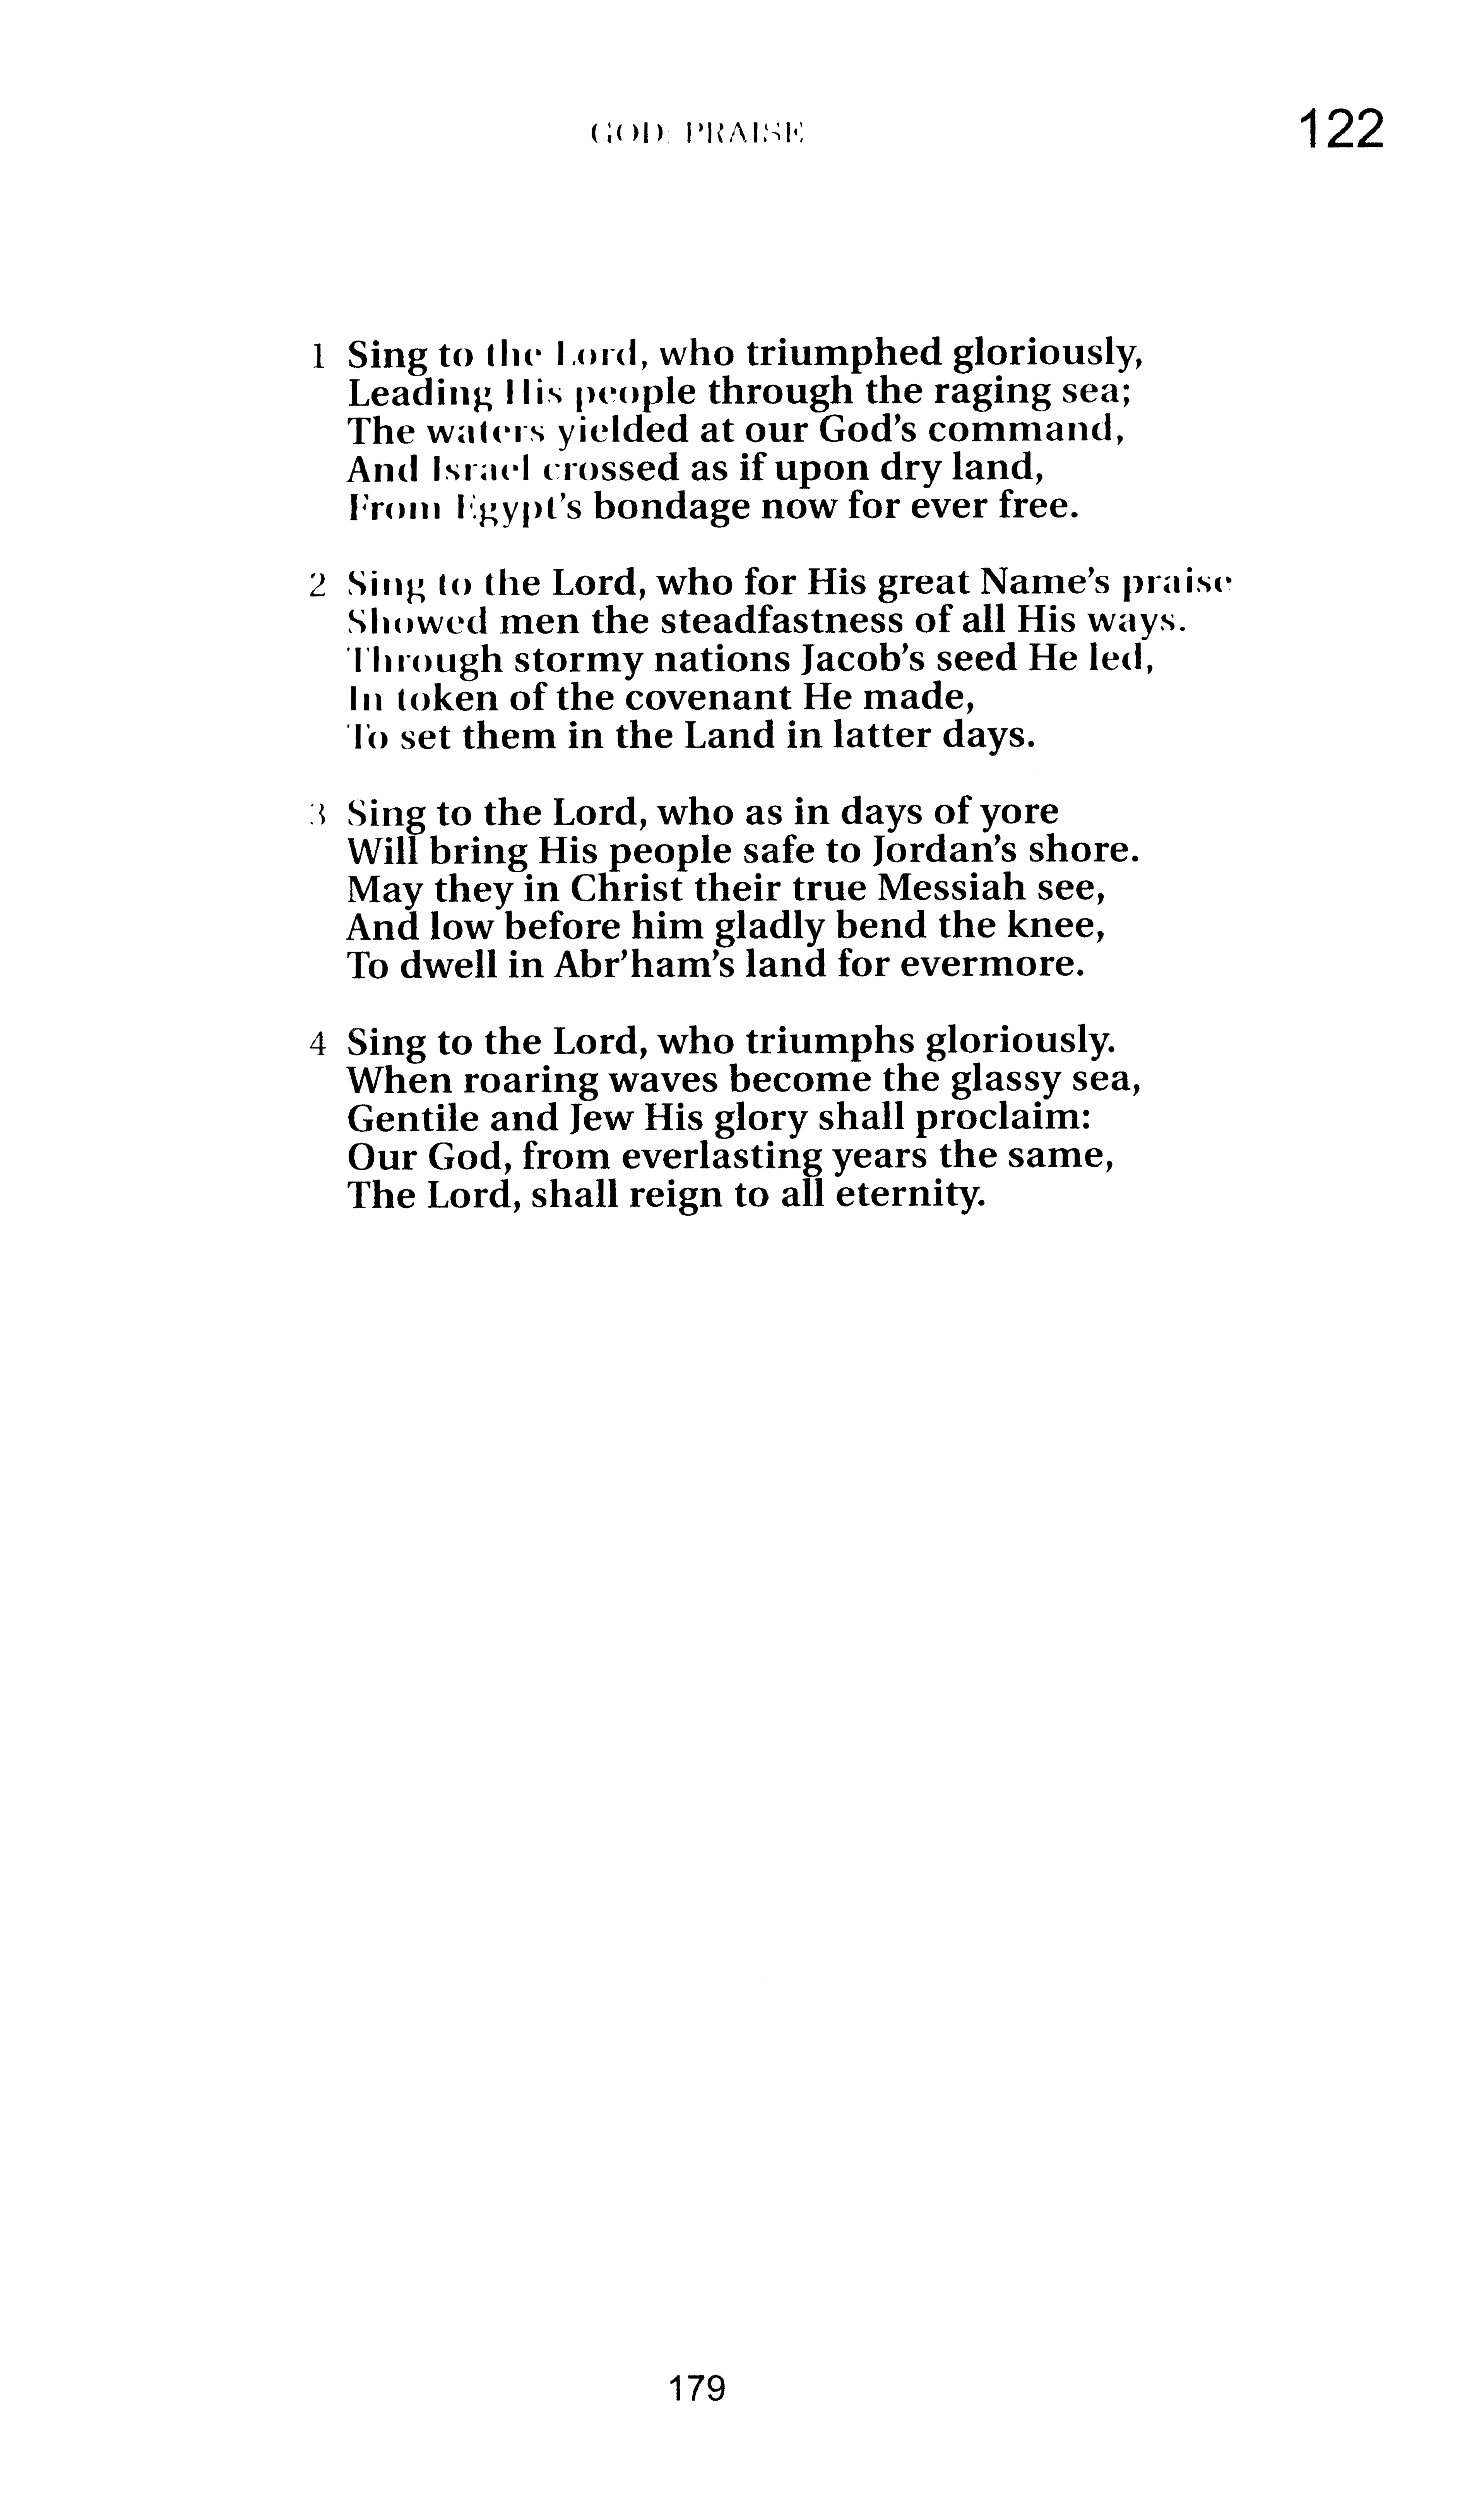 GOD: PRAISE
122
1 Sing to the Lord, who triumphed gloriously,
Leading His people through the raging sea;
The waters yielded at our God’s command,
And Israel crossed as if upon dry land,
From Egypt’s bondage now for ever free.
2 Sing to the Lord, who for His great Name’s praise
Showed men the steadfastness of all His ways.
Through stormy nations Jacob’s seed He led,
In token of the covenant He made,
To set them in the Land in latter days.
3 Sing to the Lord, who as in days of yore
Will bring His people safe to Jordan’s shore.
May they in Christ their true Messiah see,
And low before him gladly bend the knee,
To dwell in Abr’ham’s land for evermore.
4 Sing to the Lord, who triumphs gloriously.
When roaring waves become the glassy sea,
Gentile and Jew His glory shall proclaim:
Our God, from everlasting years the same,
The Lord, shall reign to all eternity.
179